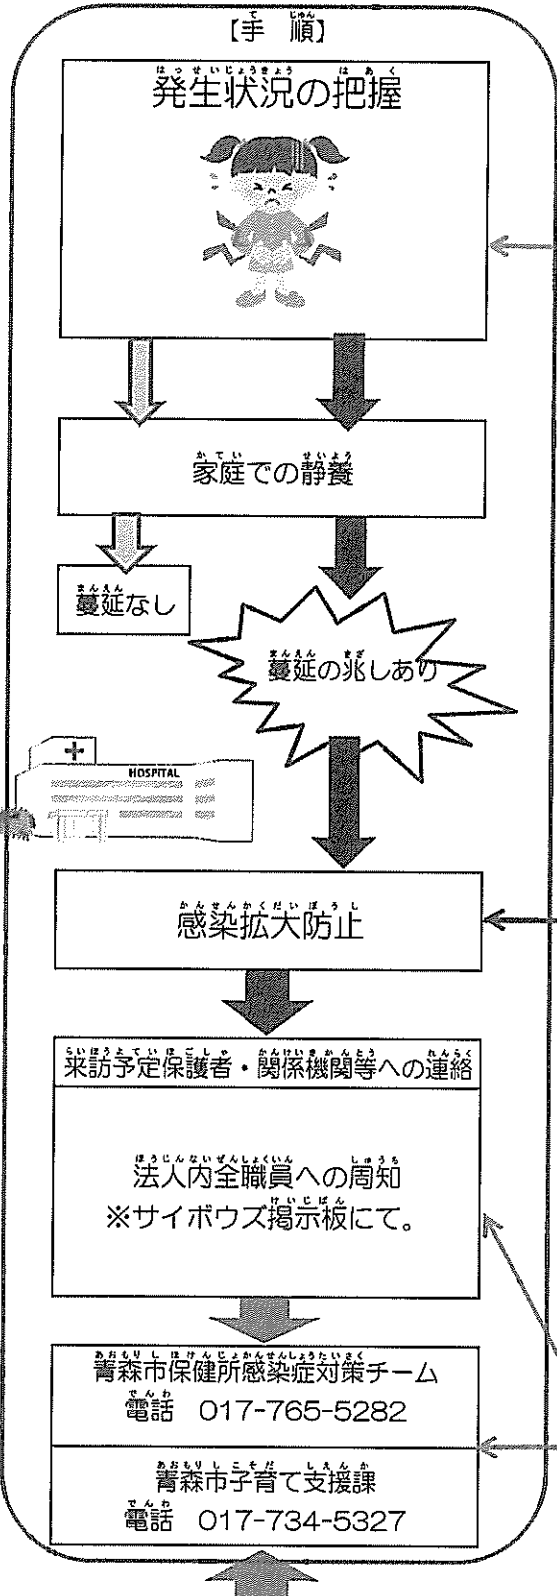 【手順】
発生状況の把握
家庭での静養
蔓延なし
蔓延の兆しあり
HOSPITAL
感染拡大防止
来訪予定保護者・関係機関等への連絡
法人内全職員への周知
※サイボウズ掲示板にて。
青森市保健所感染症対策チーム
電話 017-765-5282
青森市子育て支援課
電話 017-734-5327